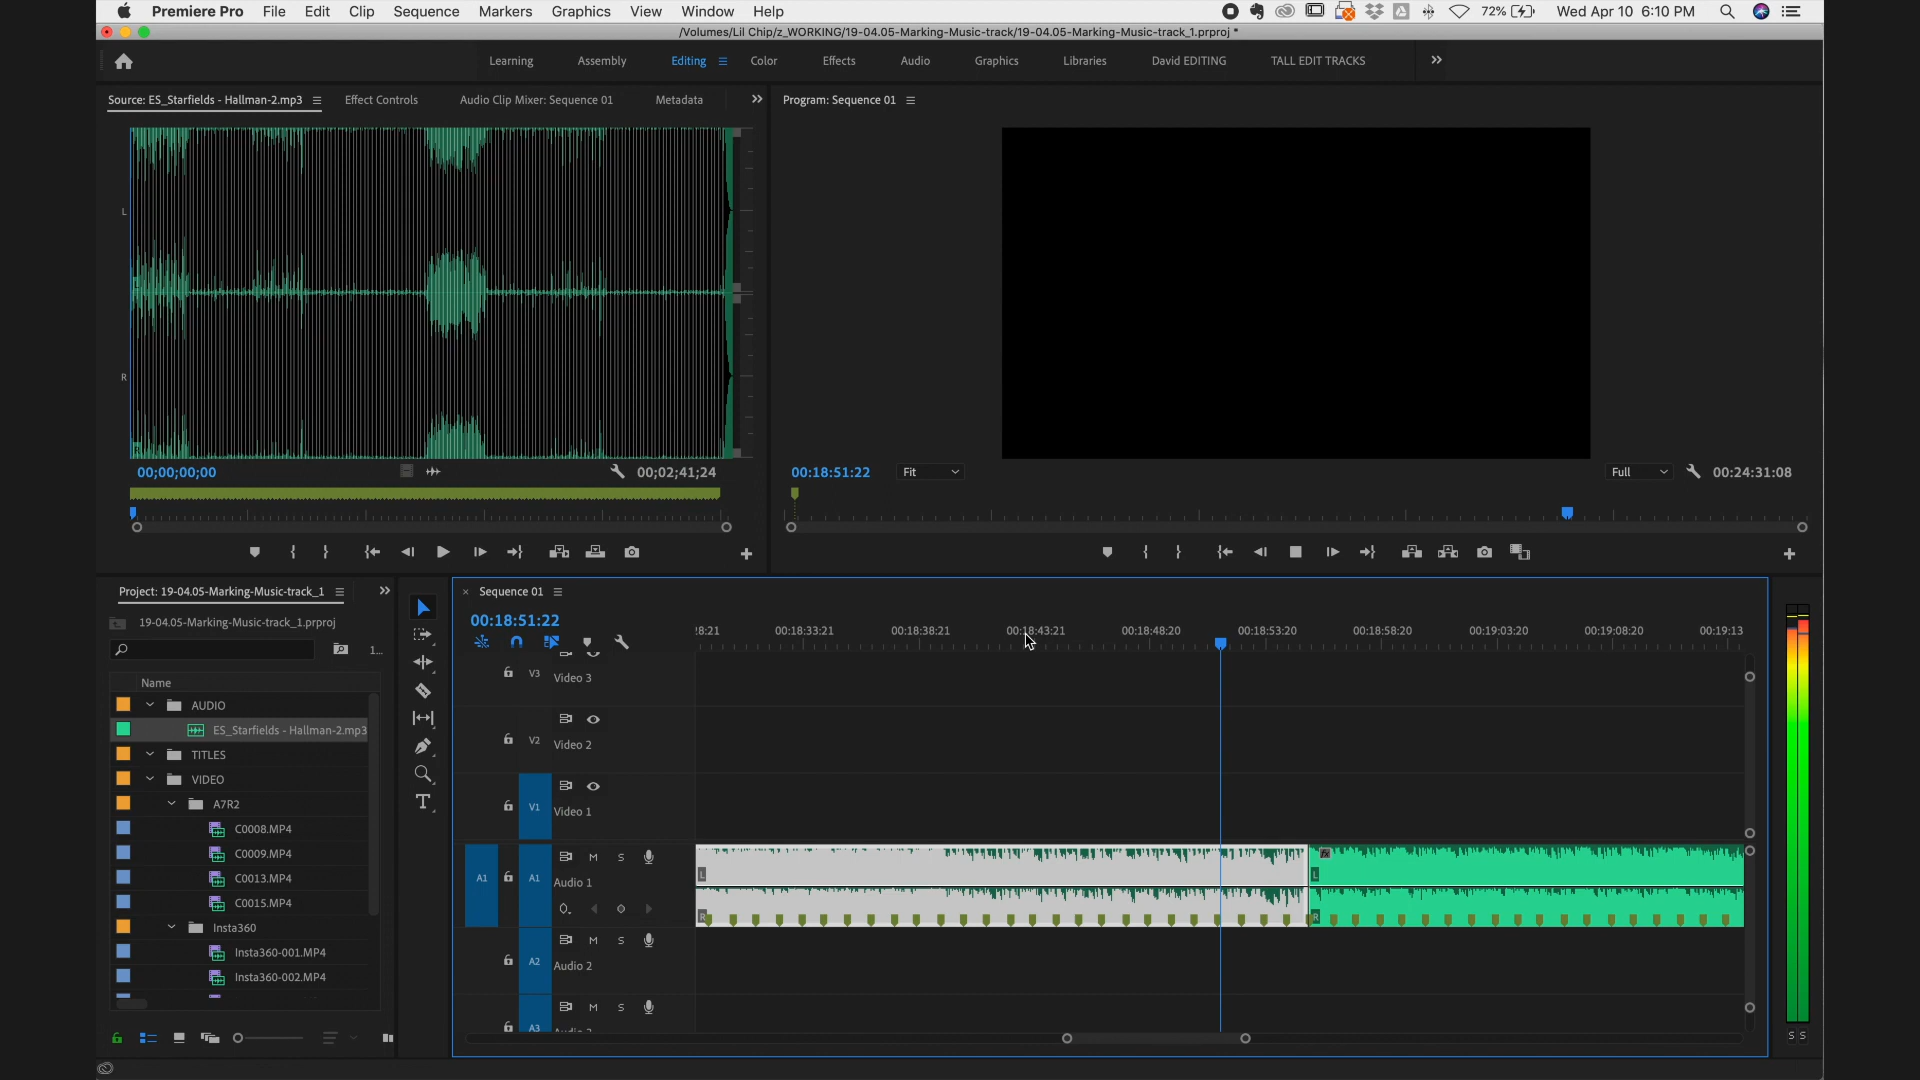 Premiere Pro File Edit Clip Sequence Markers Graphics View Window Help 72% Wed Apr 10 6:10 PM
/Volumes/Lil Chip/z_WORKING/19-04.05-Marking-Music-track/19-04.05-Marking-Music-track_1.prproj *
Learning Assembly Editing Color Effects Audio Graphics Libraries David EDITING TALL EDIT TRACKS
Source: ES_Starfields - Hallman-2.mp3 Effect Controls Audio Clip Mixer: Sequence 01 Metadata
Program: Sequence 01
L
R
00;00;00;00 00;02;41;24
00:18:51:22 Fit Full 00:24:31:08
Project: 19-04.05-Marking-Music-track_1
19-04.05-Marking-Music-track_1.prproj
1...
Name
AUDIO
ES_Starfields - Hallman-2.mp3
TITLES
VIDEO
A7R2
C0008.MP4
C0009.MP4
C0013.MP4
C0015.MP4
Insta360
Insta360-001.MP4
Insta360-002.MP4
Sequence 01
00:18:51:22
00:18:33:21 00:18:38:21 00:18:43:21 00:18:48:20 00:18:53:20 00:18:58:20 00:19:03:20 00:19:08:20 00:19:13
V3 Video 3
V2 Video 2
V1 Video 1
A1 A1 M S
Audio 1
L L
R R
fx
M S
A2 Audio 2
M S
A3
S S